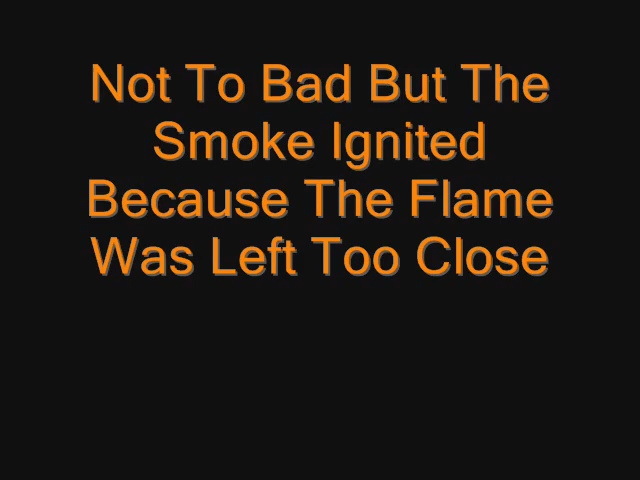 Not To Bad But The
Smoke Ignited
Because The Flame
Was Left Too Close